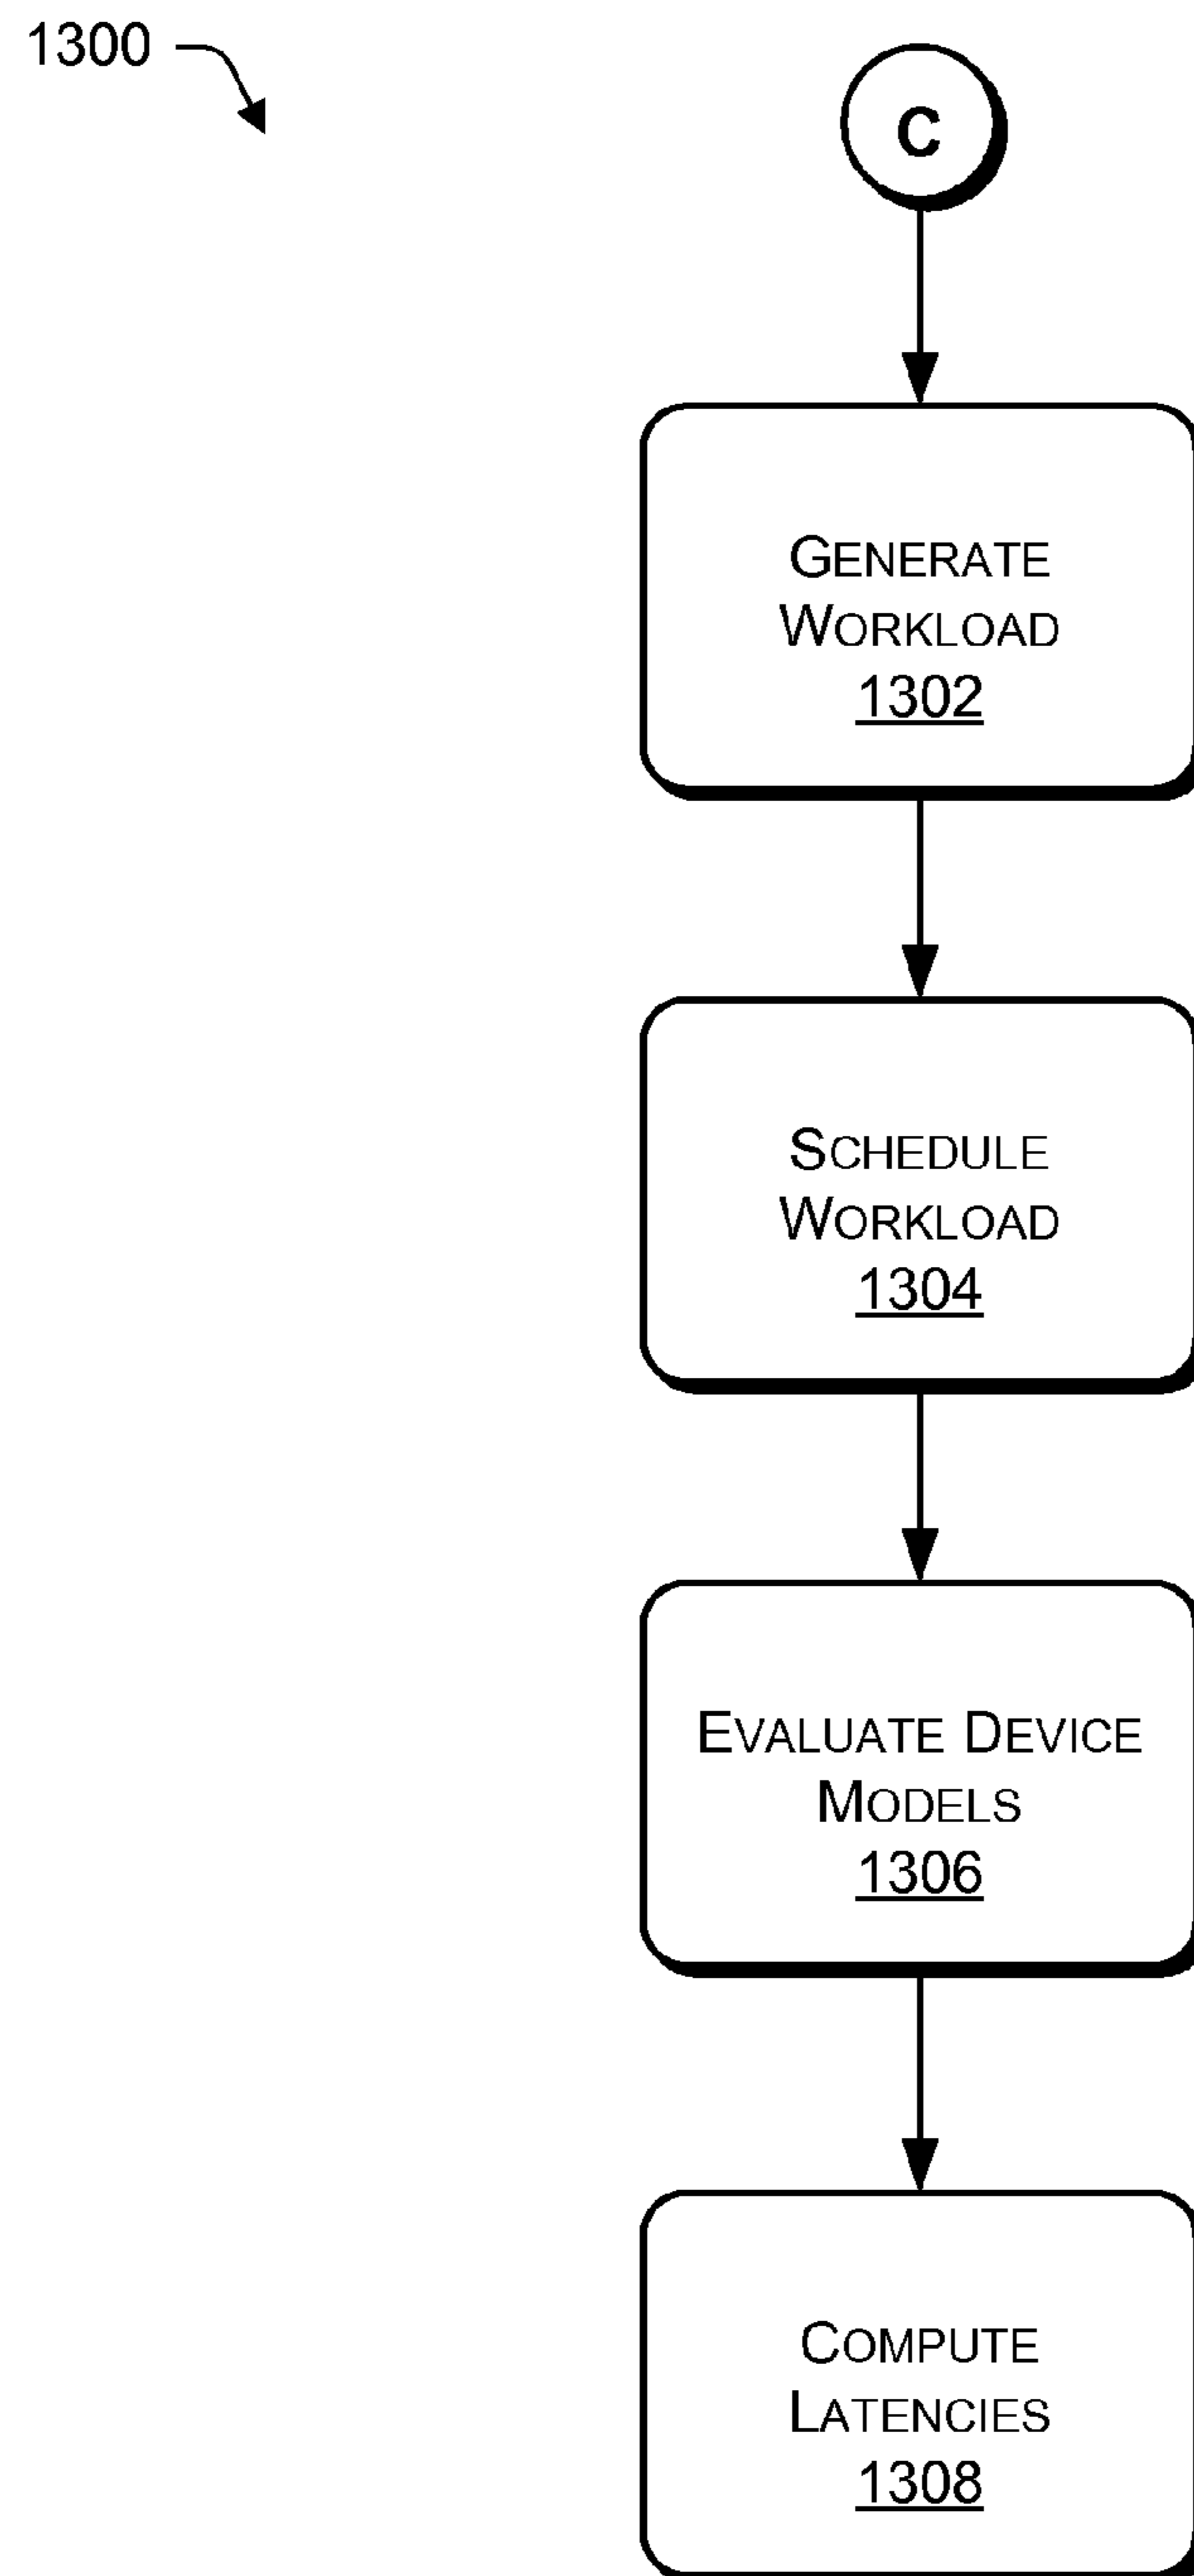 1300
C
GENERATE
WORKLOAD
1302
SCHEDULE
WORKLOAD
1304
EVALUATE DEVICE
MODELS
1306
COMPUTE
LATENCIES
1308